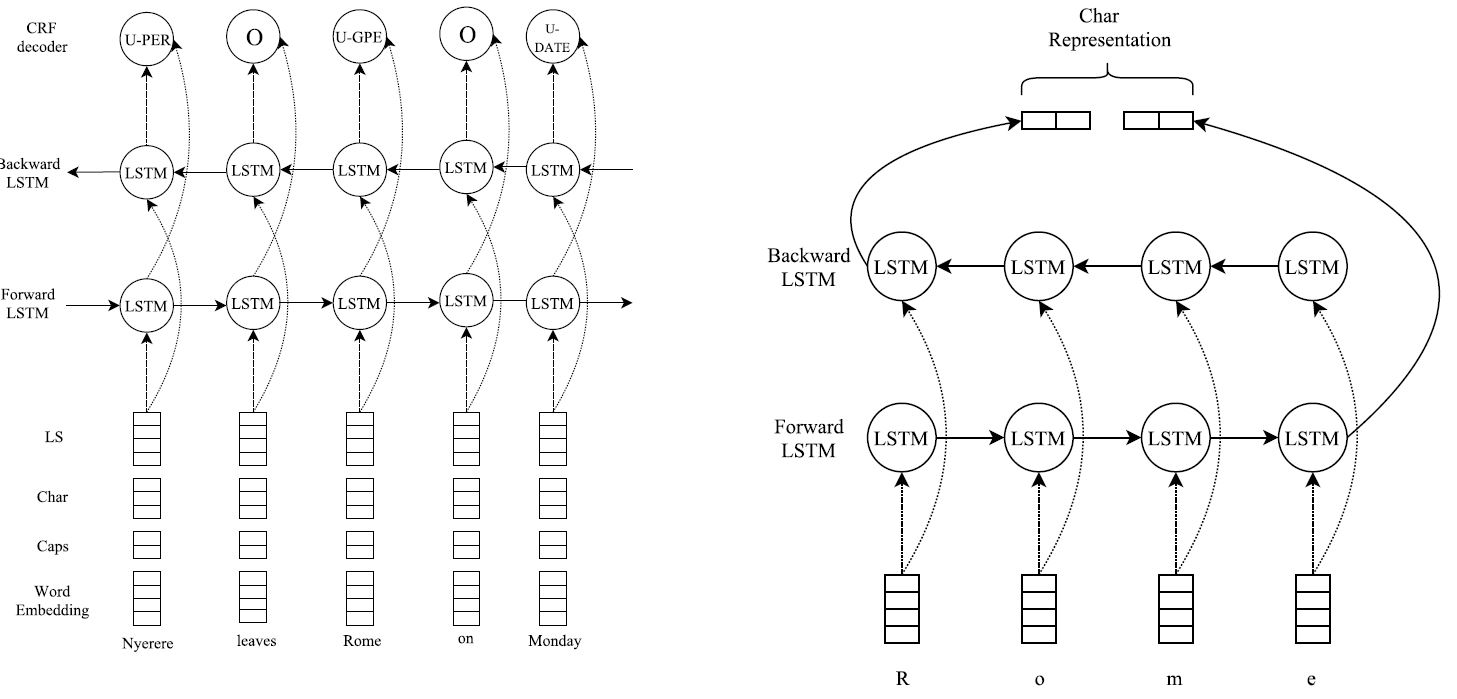 CRF
decoder
U-PER
O
U-GPE
O
U-
DATE
Backward
LSTM
LSTM
LSTM
LSTM
LSTM
LSTM
Forward
LSTM
LSTM
LSTM
LSTM
LSTM
LSTM
LS
Char
Caps
Word
Embedding
Nyerere
leaves
Rome
on
Monday
Char
Representation
Backward
LSTM
LSTM
LSTM
LSTM
LSTM
Forward
LSTM
LSTM
LSTM
LSTM
LSTM
R
o
m
e